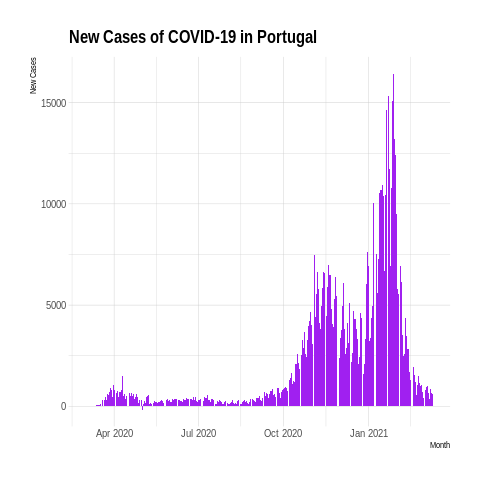 New Cases of COVID-19 in Portugal
New Cases
15000
10000
5000
0
Apr 2020 Jul 2020 Oct 2020 Jan 2021
Month